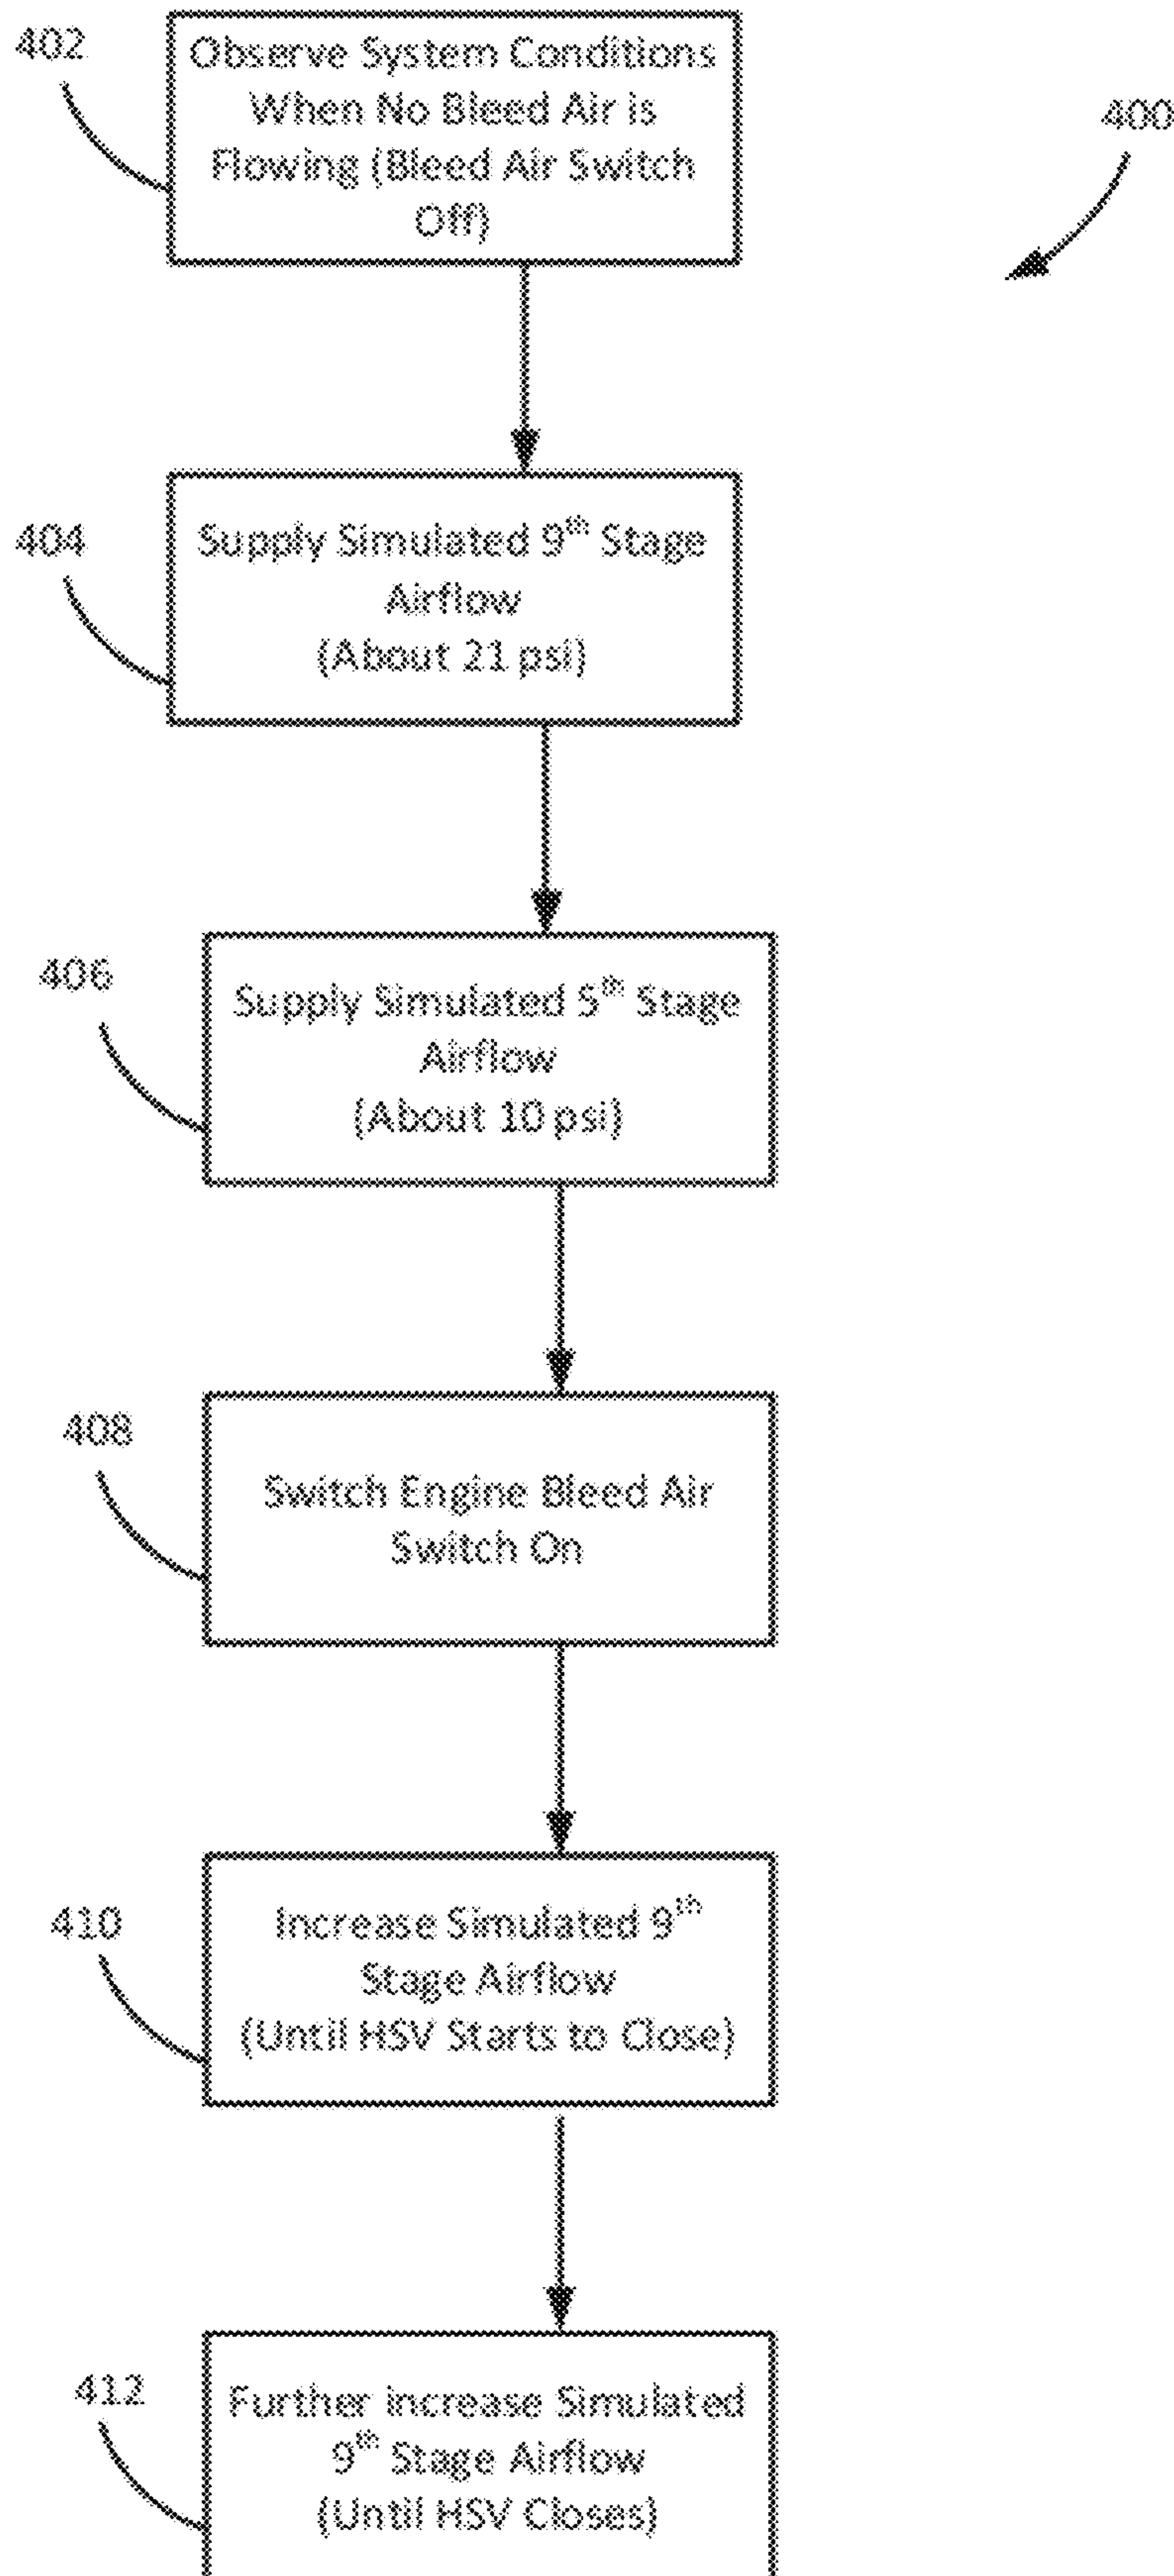 402
Observe System Conditions
When No Bleed Air is
Flowing (Bleed Air Switch
Off)
400
404
Supply Simulated 9th Stage
Airflow
(About 21 psi)
406
Supply Simulated 5th Stage
Airflow
(About 10 psi)
408
Switch Engine Bleed Air
Switch On
410
Increase Simulated 9th
Stage Airflow
(Until HSV Starts to Close)
412
Further increase Simulated
9th Stage Airflow
(Until HSV Closes)